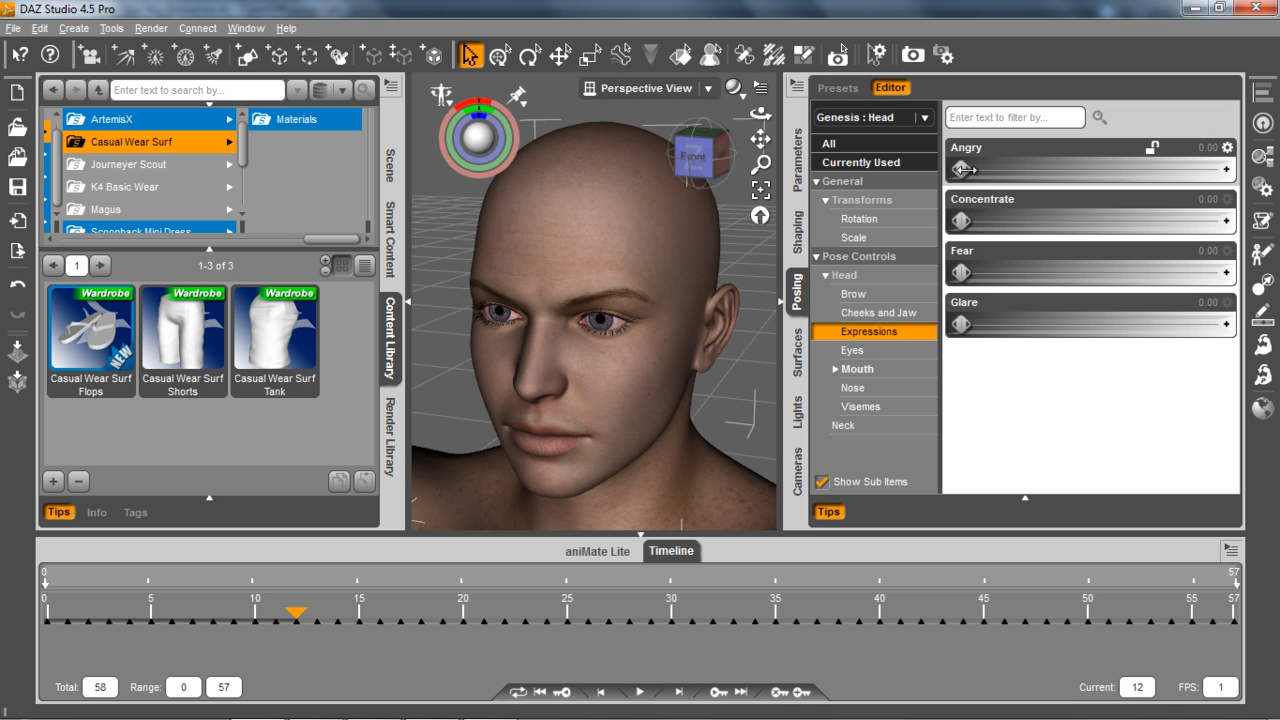 DAZ Studio 4.5 Pro
File Edit Create Tools Render Connect Window Help
Enter text to search by...
ArtemisX
Casual Wear Surf
Journeyer Scout
K4 Basic Wear
Magus
Scoopback Mini Dress
Materials
1
1-3 of 3
Wardrobe
NEW
Casual Wear Surf
Flops
Wardrobe
Casual Wear Surf
Shorts
Wardrobe
Casual Wear Surf
Tank
Tips Info Tags
Scene
Smart Content
Content Library
Render Library
Perspective View
Front
Parameters
Shaping
Posing
Surfaces
Lights
Cameras
Presets Editor
Genesis : Head
All
Currently Used
General
Transforms
Rotation
Scale
Pose Controls
Head
Brow
Cheeks and Jaw
Expressions
Eyes
Mouth
Nose
Visemes
Neck
Show Sub Items
Tips
Enter text to filter by...
Angry 0.00
Concentrate 0.00
Fear 0.00
Glare 0.00
aniMate Lite Timeline
0 57
0 5 10 15 20 25 30 35 40 45 50 55 57
Total: 58 Range: 0 57 Current: 12 FPS: 1